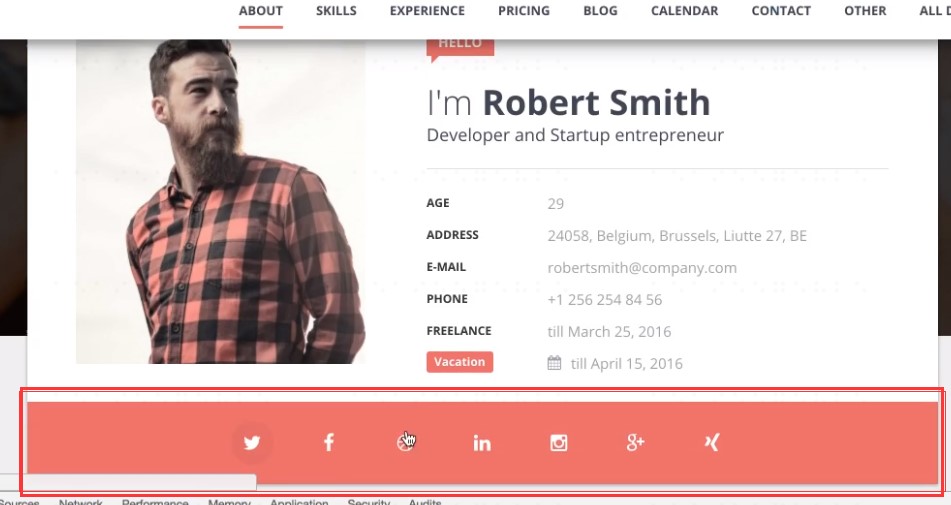 ABOUT SKILLS EXPERIENCE PRICING BLOG CALENDAR CONTACT OTHER ALL
HELLO
I'm Robert Smith
Developer and Startup entrepreneur
AGE 29
ADDRESS 24058, Belgium, Brussels, Liutte 27, BE
E-MAIL robertsmith@company.com
PHONE +1 256 254 84 56
FREELANCE till March 25, 2016
Vacation till April 15, 2016
f in g+
Sources Network Performance Memory Application Security Audits